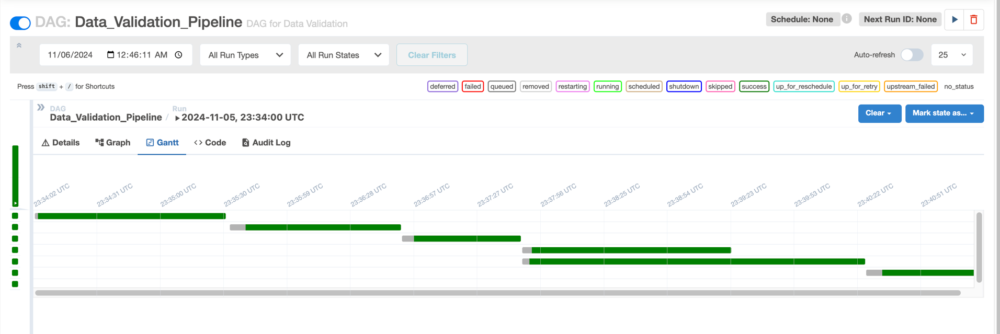 DAG: Data_Validation_Pipeline DAG for Data Validation
Schedule: None
i
Next Run ID: None
11/06/2024 12:46:11 AM
All Run Types
All Run States
Clear Filters
Auto-refresh
25
Press shift + / for Shortcuts
deferred failed queued removed restarting running scheduled shutdown skipped success up_for_reschedule up_for_retry upstream_failed no_status
DAG
Data_Validation_Pipeline /
Run
2024-11-05, 23:34:00 UTC
Clear
Mark state as...
Details
Graph
Gantt
Code
Audit Log
23:34:02 UTC
23:34:31 UTC
23:35:00 UTC
23:35:30 UTC
23:35:59 UTC
23:36:28 UTC
23:36:57 UTC
23:37:27 UTC
23:37:56 UTC
23:38:25 UTC
23:38:54 UTC
23:39:23 UTC
23:39:53 UTC
23:40:22 UTC
23:40:51 UTC